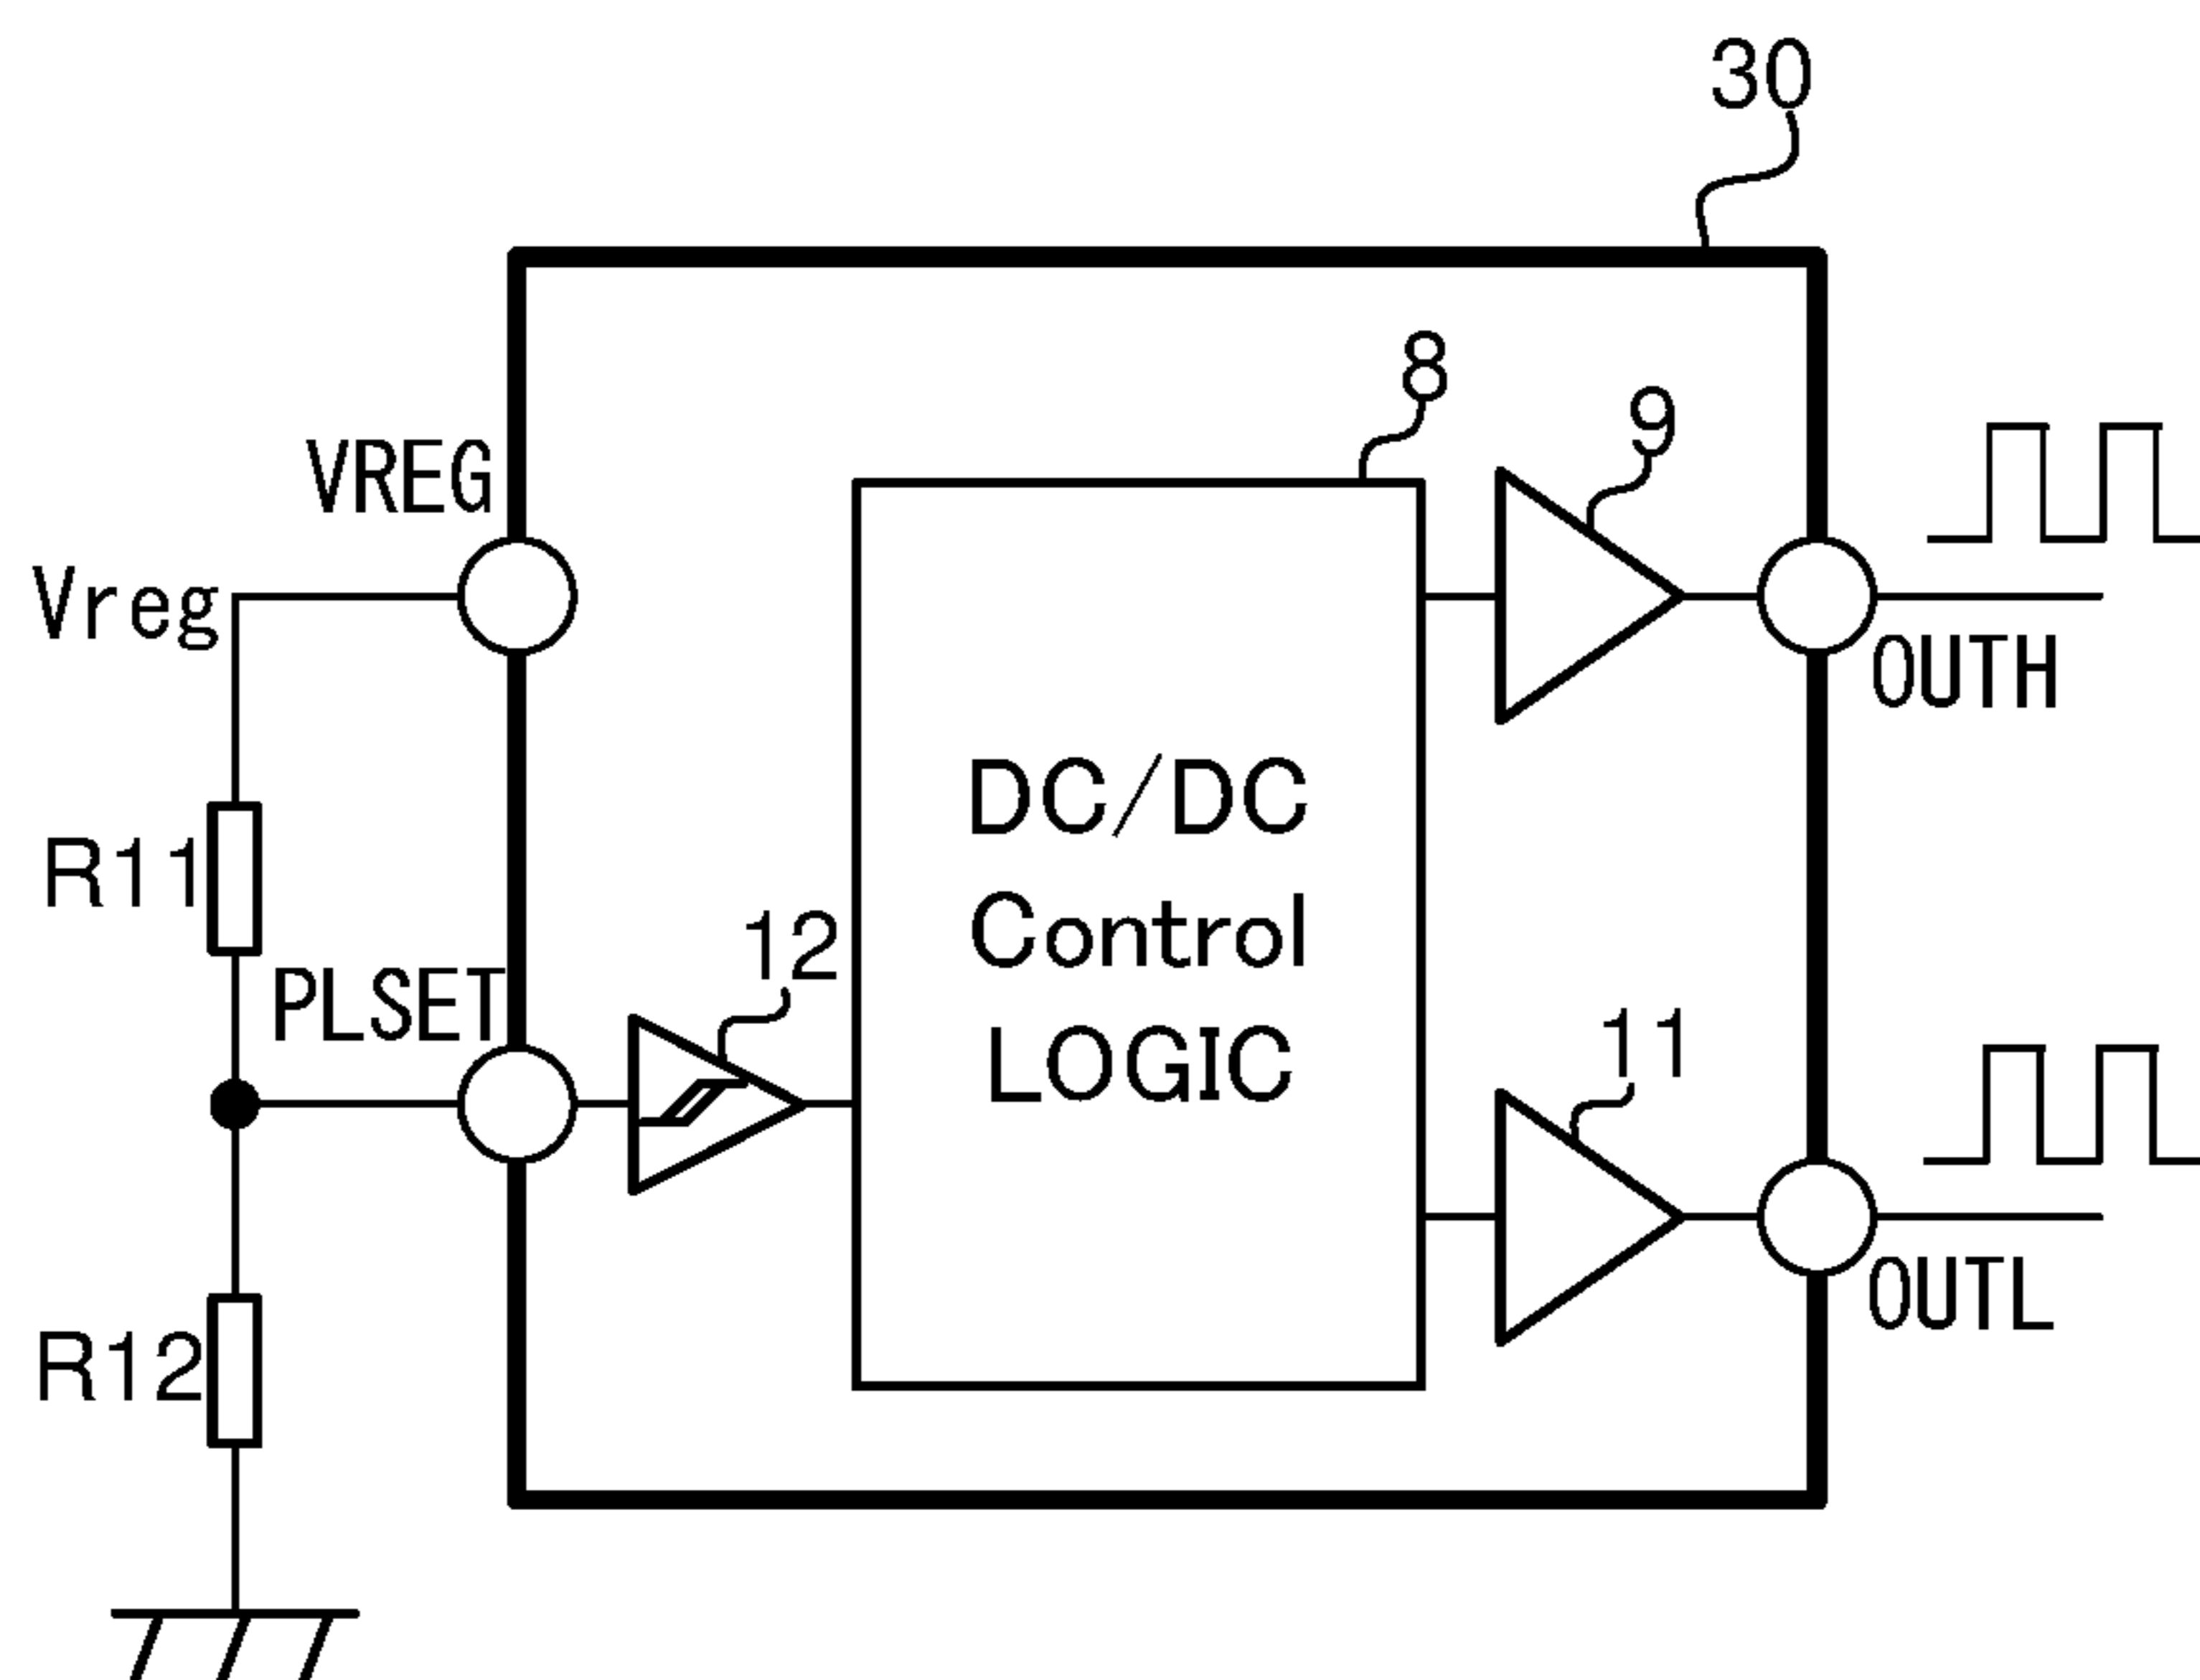 30
8
9
VREG
Vreg
OUTH
DC/DC
Control
LOGIC
R11
12
PLSET
11
OUTL
R12